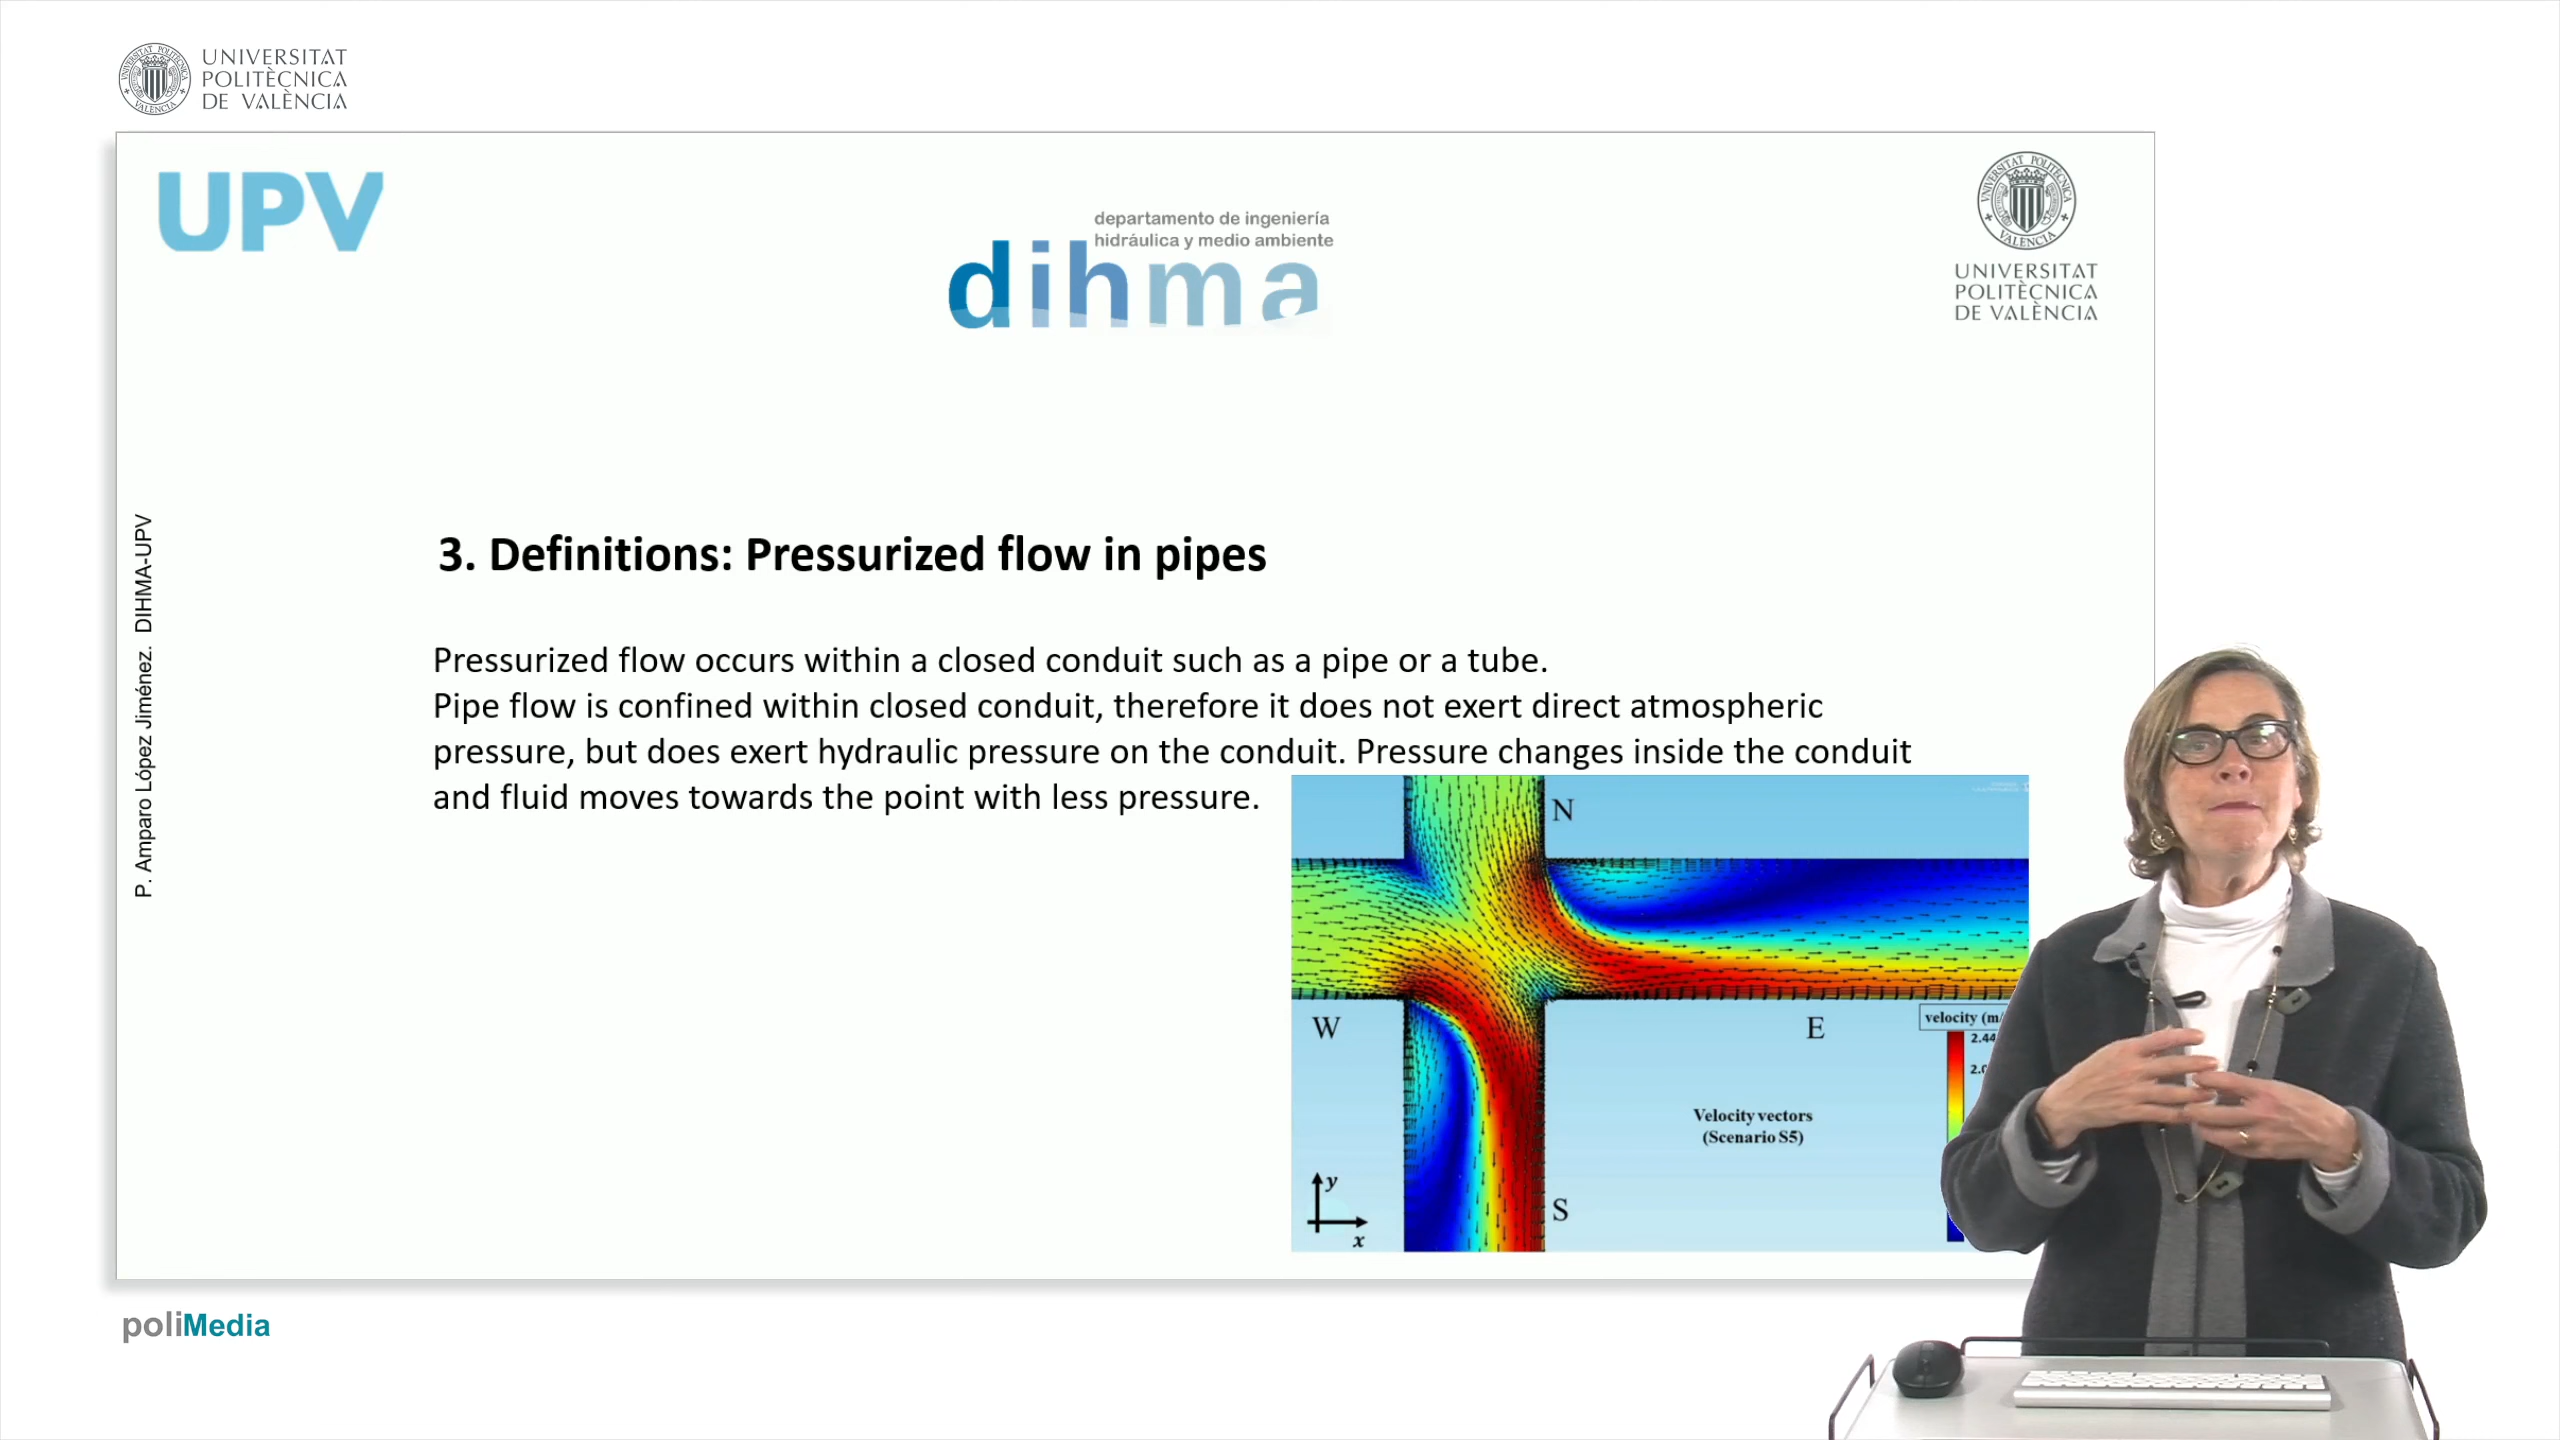 UNIVERSITAT
POLITÈCNICA
DE VALÈNCIA
UPV
departamento de ingeniería
hidráulica y medio ambiente
dihma
UNIVERSITAT
POLITÈCNICA
DE VALÈNCIA
P. Amparo López Jiménez. DIHMA-UPV
3. Definitions: Pressurized flow in pipes
Pressurized flow occurs within a closed conduit such as a pipe or a tube.
Pipe flow is confined within closed conduit, therefore it does not exert direct atmospheric
pressure, but does exert hydraulic pressure on the conduit. Pressure changes inside the conduit
and fluid moves towards the point with less pressure.
N
W
E
velocity
2.44
Velocity vectors
(Scenario S5)
S
y
x
poliMedia